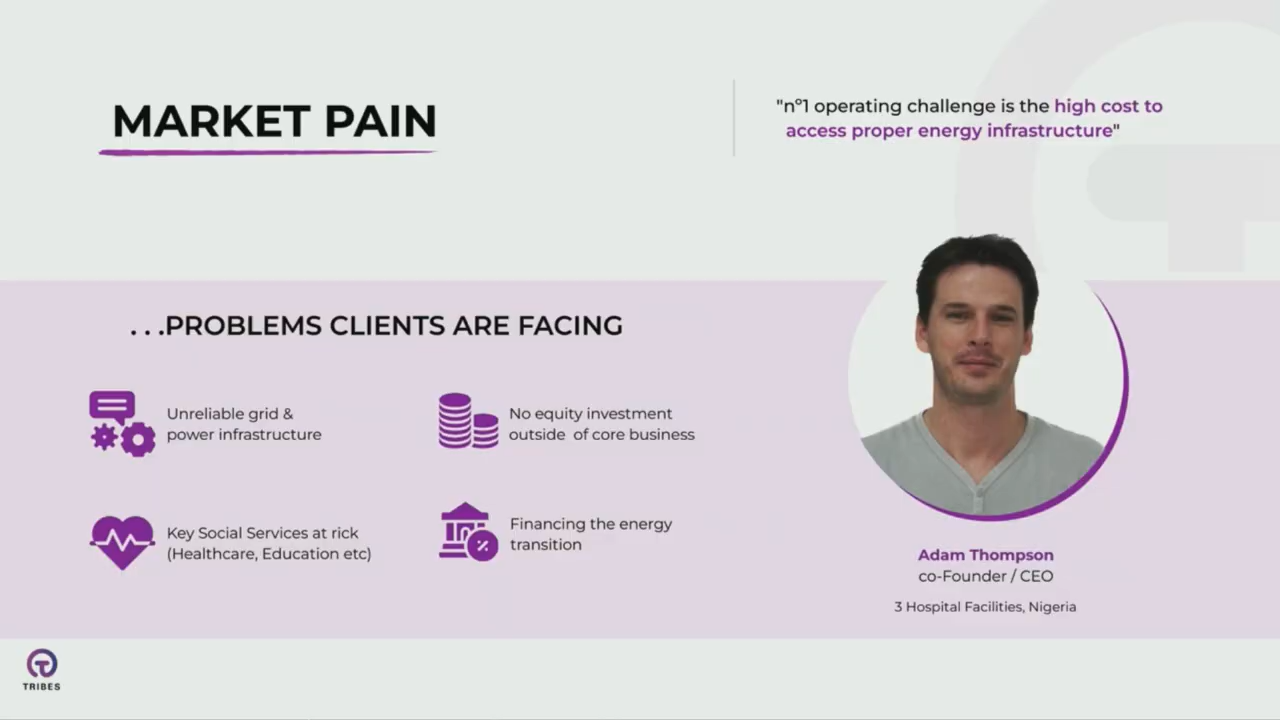 MARKET PAIN
"nº1 operating challenge is the high cost to
access proper energy infrastructure"
. . .PROBLEMS CLIENTS ARE FACING
Unreliable grid &
power infrastructure
No equity investment
outside of core business
Key Social Services at rick
(Healthcare, Education etc)
Financing the energy
transition
Adam Thompson
co-Founder / CEO
3 Hospital Facilities, Nigeria
TRIBES